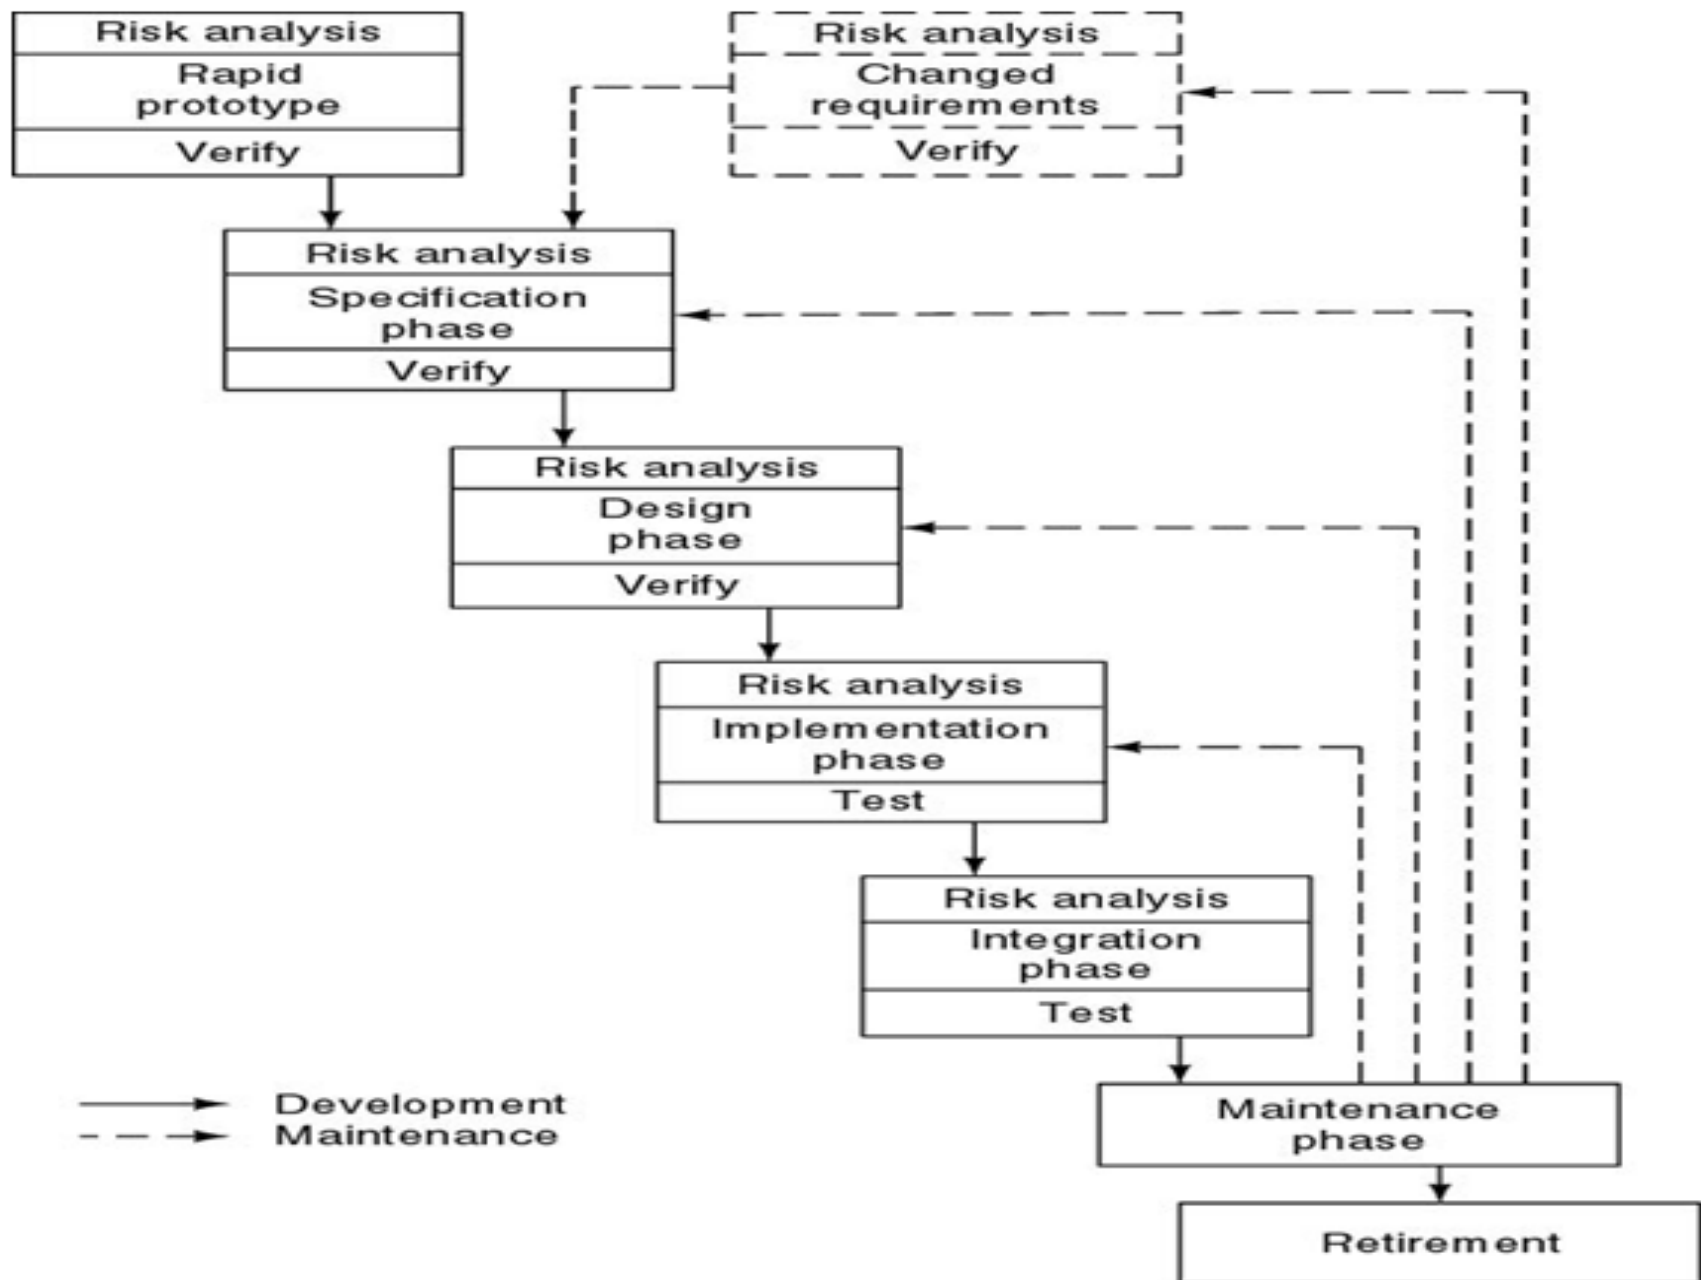 Risk analysis
Rapid
prototype
Verify
Risk analysis
Changed
requirements
Verify
Risk analysis
Specification
phase
Verify
Risk analysis
Design
phase
Verify
Risk analysis
Implementation
phase
Test
Risk analysis
Integration
phase
Test
Development
Maintenance
Maintenance
phase
Retirement